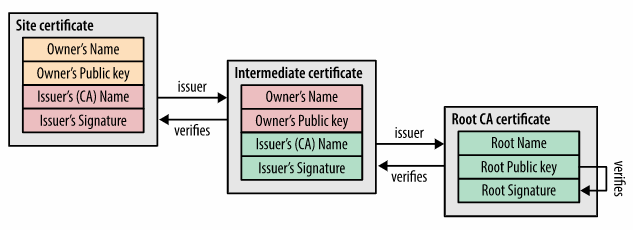 Site certificate
Owner's Name
Owner's Public key
Issuer's (CA) Name
Issuer's Signature
issuer
verifies
Intermediate certificate
Owner's Name
Owner's Public key
Issuer's (CA) Name
Issuer's Signature
issuer
verifies
Root CA certificate
Root Name
Root Public key
Root Signature
verifies